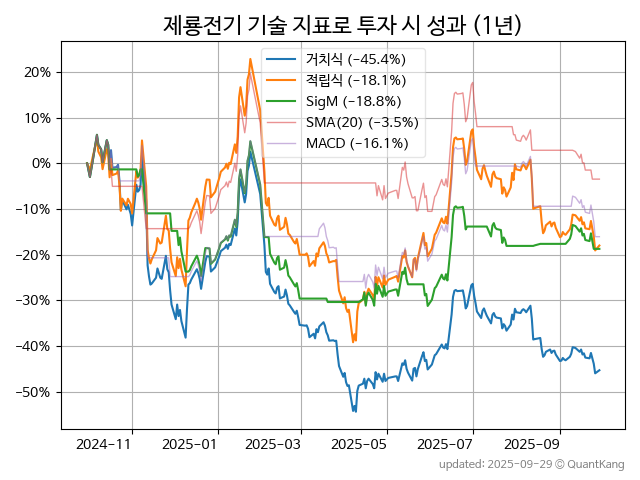 제룡전기 기술 지표로 투자 시 성과 (1년)
거치식 (-45.4%)
적립식 (-18.1%)
SigM (-18.8%)
SMA(20) (-3.5%)
MACD (-16.1%)
20%
10%
0%
-10%
-20%
-30%
-40%
-50%
2024-11 2025-01 2025-03 2025-05 2025-07 2025-09
updated: 2025-09-29 © QuantKang